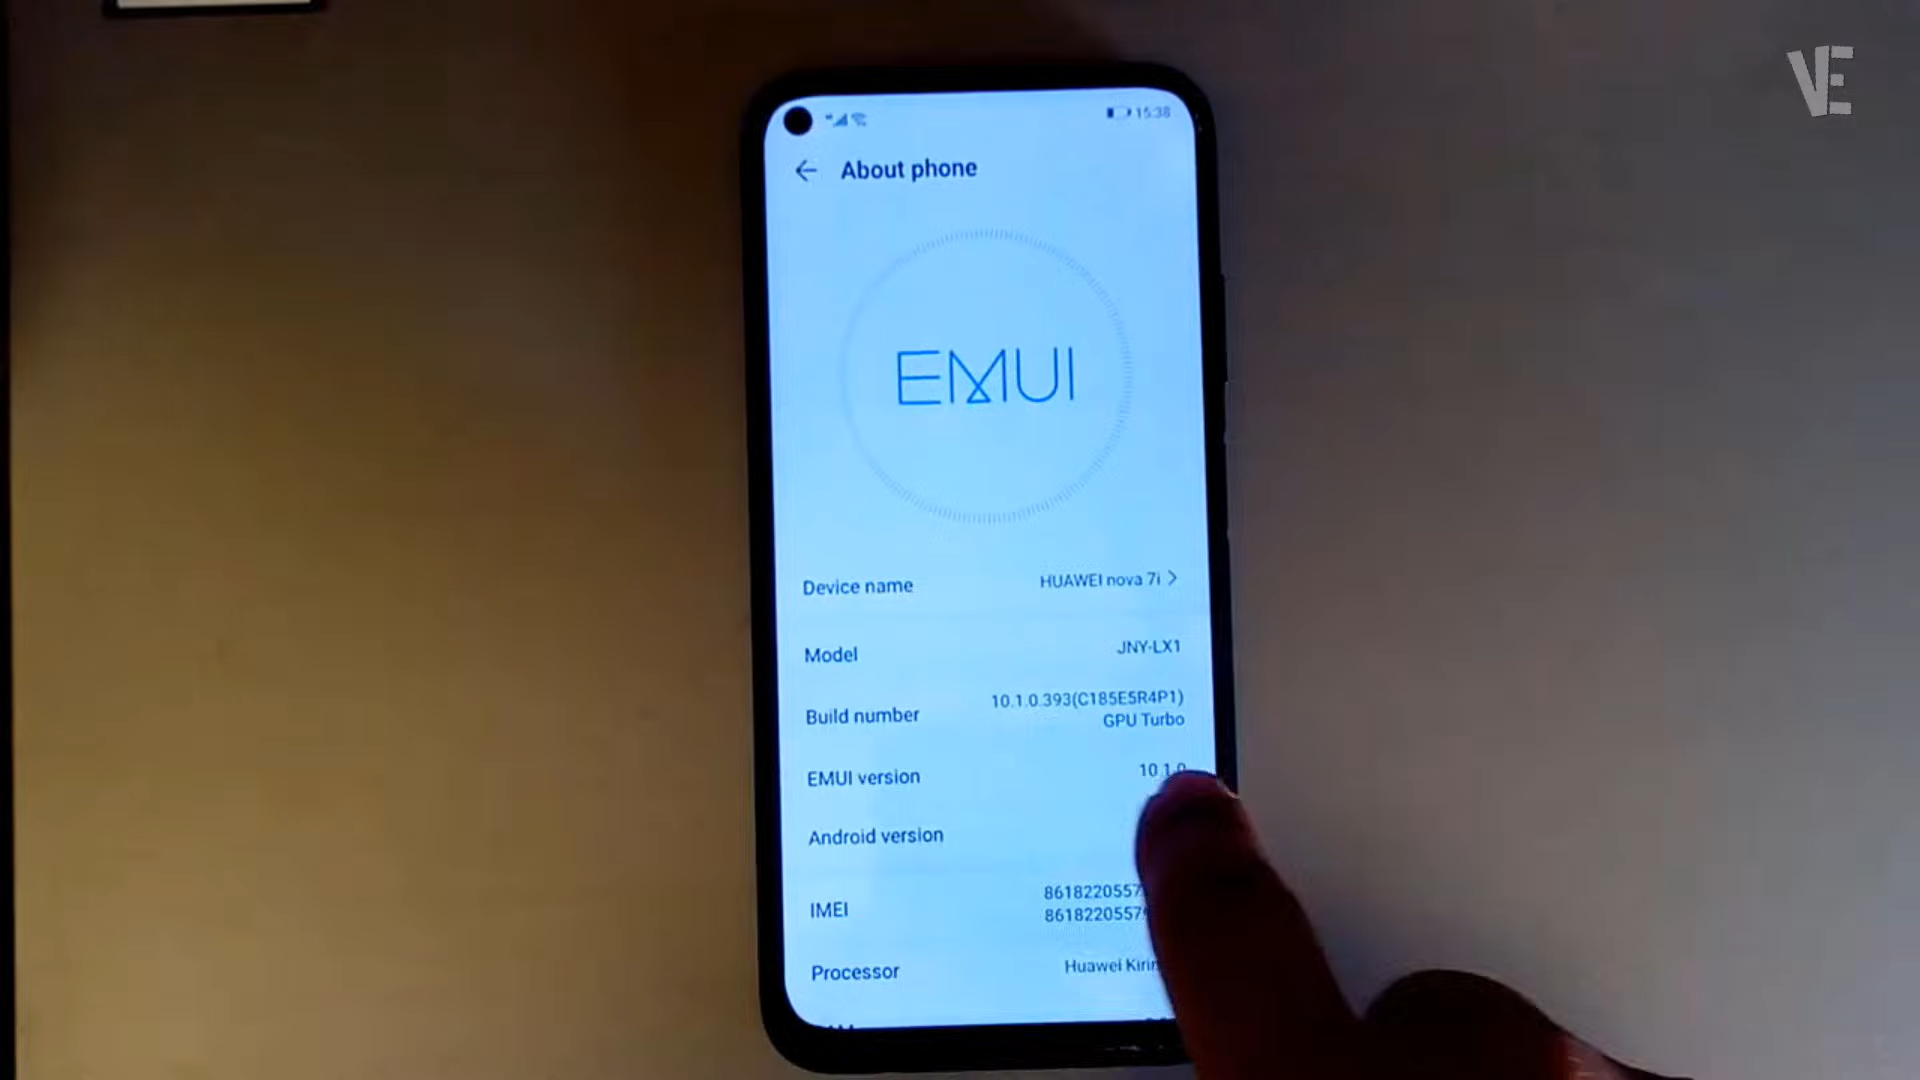 VE
15:38
About phone
EMUI
Device name HUAWEI nova 7i
Model JNY-LX1
Build number 10.1.0.393(C185E5R4P1)
GPU Turbo
EMUI version 10.1.0
Android version
IMEI 8618220557
8618220557
Processor Huawei Kirin